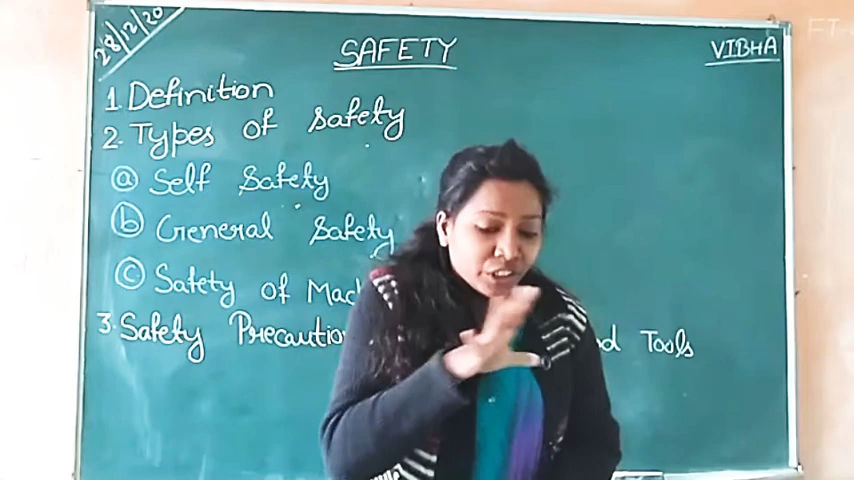 28/12/20
SAFETY
VIBHA
FT
1. Definition
2. Types of safety
ⓐ Self Safety
ⓑ General Safety
ⓒ Safety of
3. Safety Tools